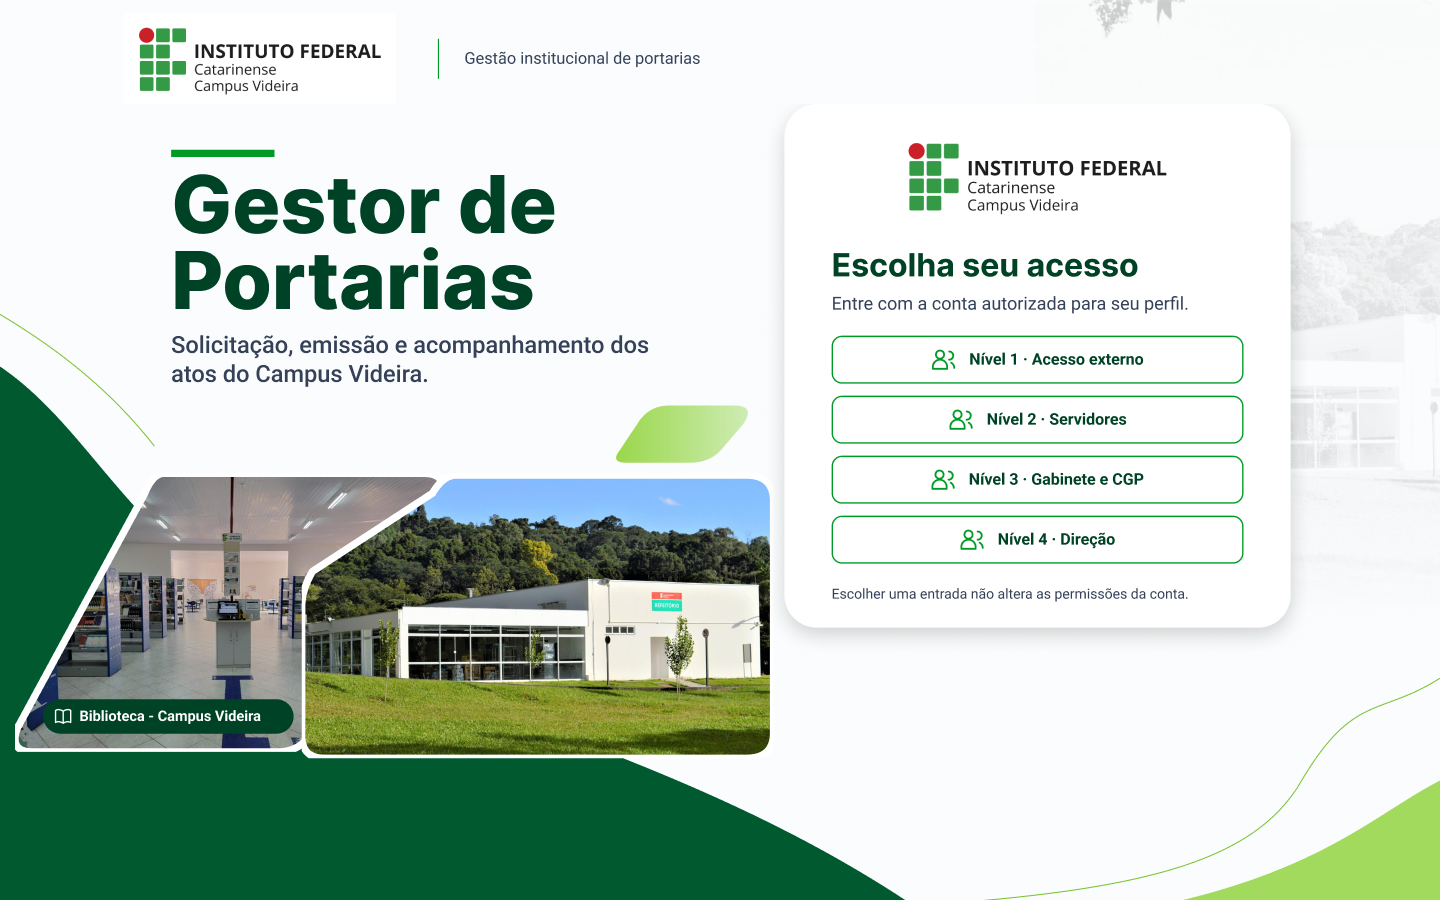 INSTITUTO FEDERAL
Catarinense
Campus Videira
Gestão institucional de portarias
Gestor de
Portarias
Solicitação, emissão e acompanhamento dos
atos do Campus Videira.
Biblioteca - Campus Videira
REFEITÓRIO
INSTITUTO FEDERAL
Catarinense
Campus Videira
Escolha seu acesso
Entre com a conta autorizada para seu perfil.
Nível 1 · Acesso externo
Nível 2 · Servidores
Nível 3 · Gabinete e CGP
Nível 4 · Direção
Escolher uma entrada não altera as permissões da conta.